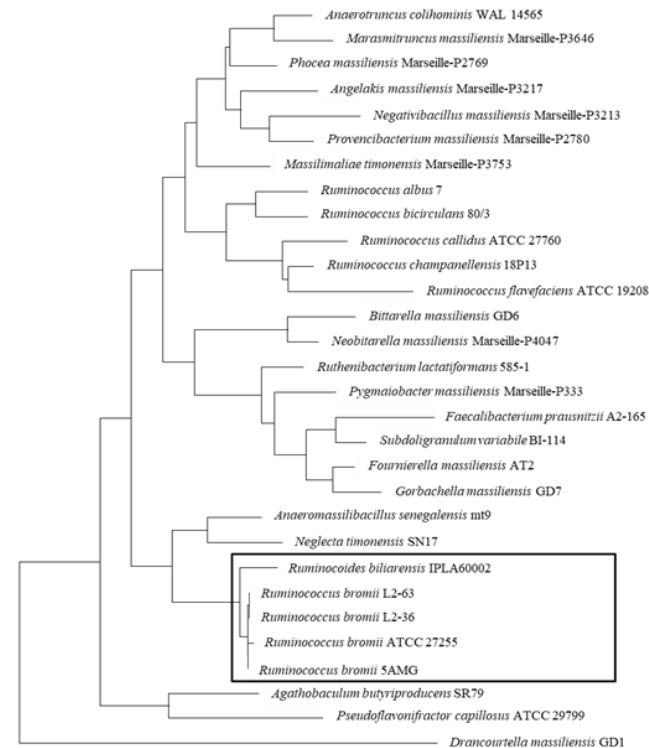 Anaerotruncus colihominis WAL 14565
Marasmitruncus massiliensis Marseille-P3646
Phocea massiliensis Marseille-P2769
Angelakis massiliensis Marseille-P3217
Negativibacillus massiliensis Marseille-P3213
Provencibacterium massiliensis Marseille-P2780
Massilimaliae timonensis Marseille-P3753
Ruminococcus albus 7
Ruminococcus bicirculans 80/3
Ruminococcus callidus ATCC 27760
Ruminococcus champanellensis 18P13
Ruminococcus flavefaciens ATCC 19208
Bittarella massiliensis GD6
Neobitarella massiliensis Marseille-P4047
Ruthenibacterium lactatiformans 585-1
Pygmaiobacter massiliensis Marseille-P333
Faecalibacterium prausnitzii A2-165
Subdoligranulum variabile BI-114
Fournierella massiliensis AT2
Gorbachella massiliensis GD7
Anaeromassilibacillus senegalensis mt9
Neglecta timonensis SN17
Ruminocoides biliarensis IPLA60002
Ruminococcus bromii L2-63
Ruminococcus bromii L2-36
Ruminococcus bromii ATCC 27255
Ruminococcus bromii 5AMG
Agathobaculum butyriproducens SR79
Pseudoflavonifractor capillosus ATCC 29799
Drancourtella massiliensis GD1